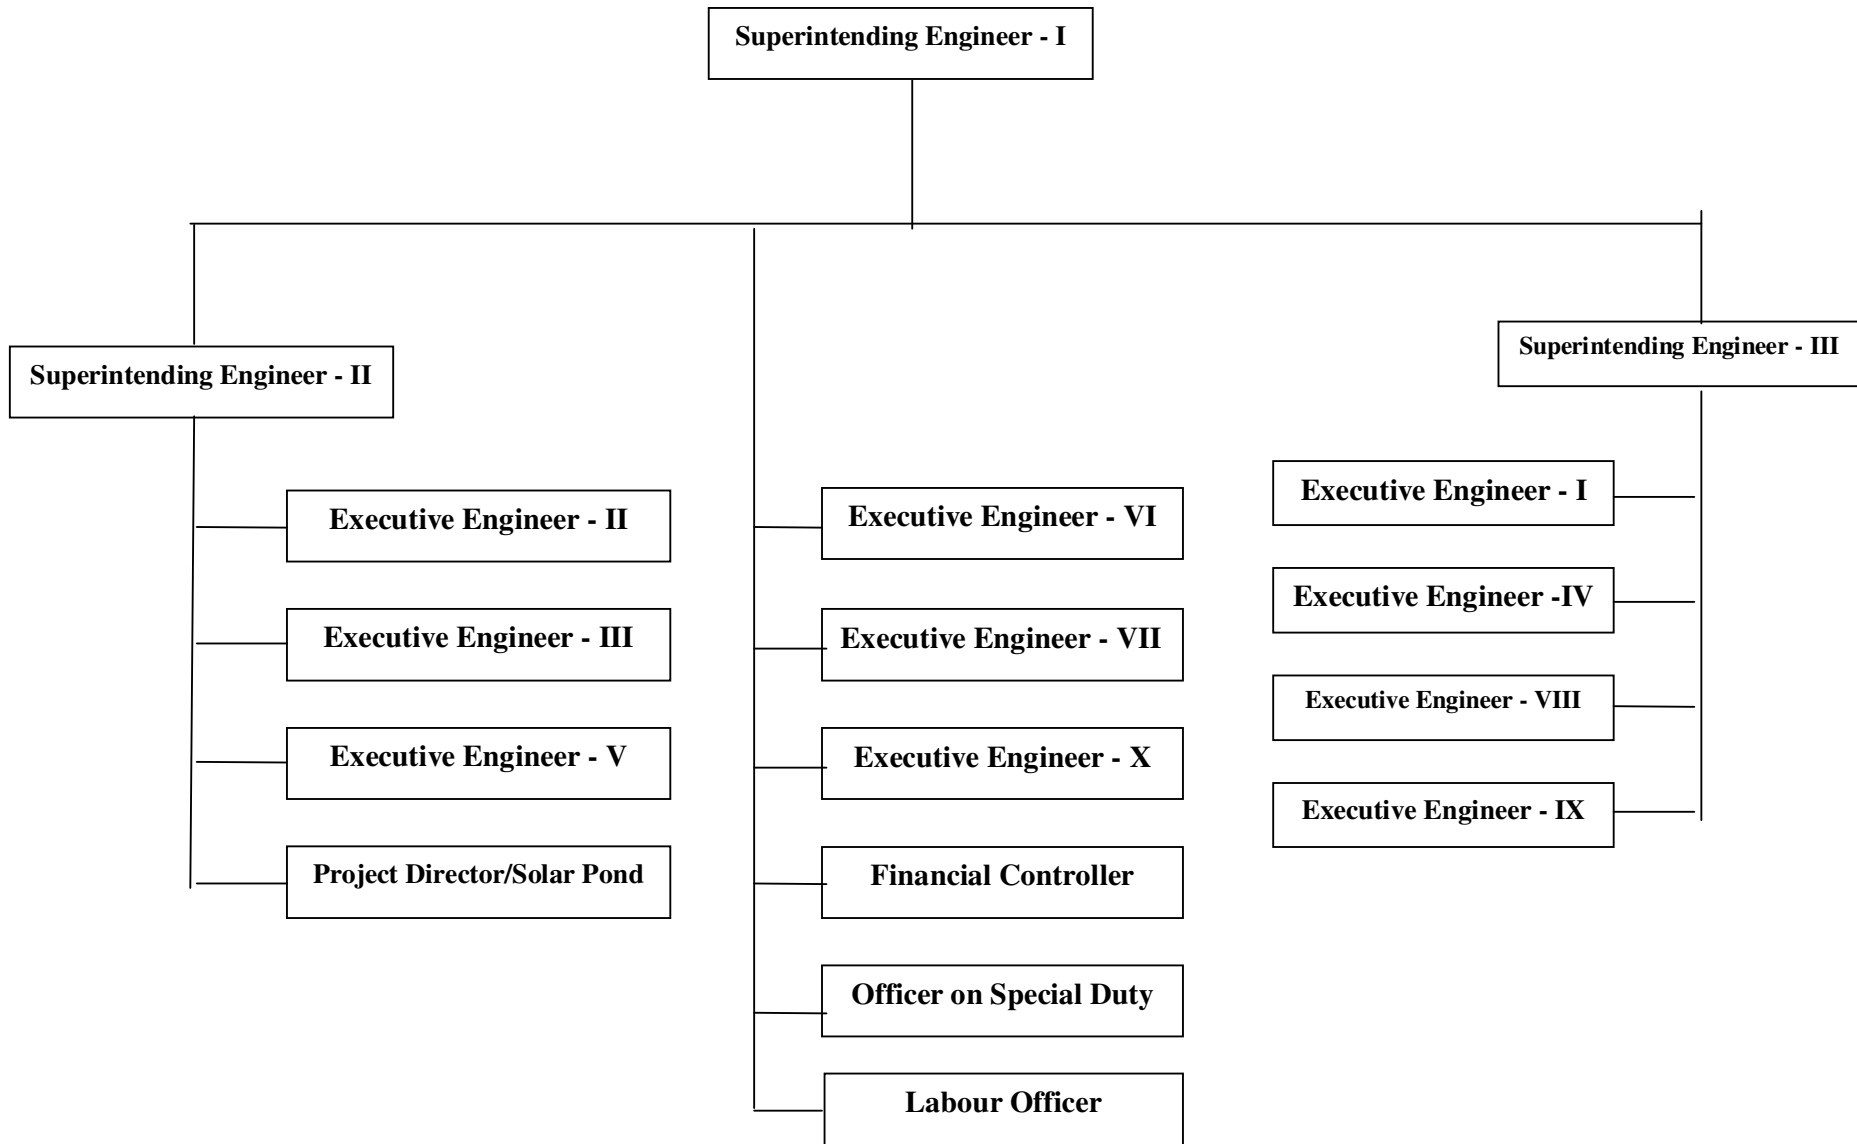 Superintending Engineer - I
Superintending Engineer - II
Superintending Engineer - III
Executive Engineer - II
Executive Engineer - III
Executive Engineer - V
Project Director/Solar Pond
Executive Engineer - VI
Executive Engineer - VII
Executive Engineer - X
Financial Controller
Officer on Special Duty
Labour Officer
Executive Engineer - I
Executive Engineer -IV
Executive Engineer - VIII
Executive Engineer - IX